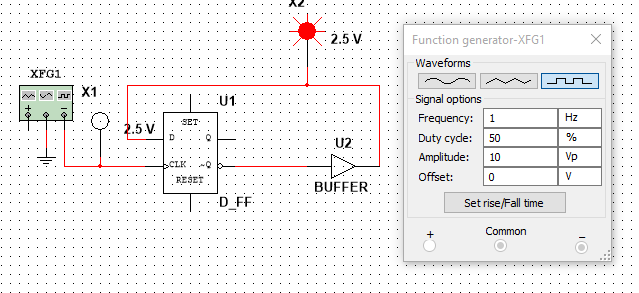 X2
2.5 V
XFG1
X1
2.5 V
U1
SET
D Q
CLK ~Q
RESET
D_FF
U2
BUFFER
Function generator-XFG1
Waveforms
Signal options
Frequency: 1 Hz
Duty cycle: 50 %
Amplitude: 10 Vp
Offset: 0 V
Set rise/Fall time
+ Common −